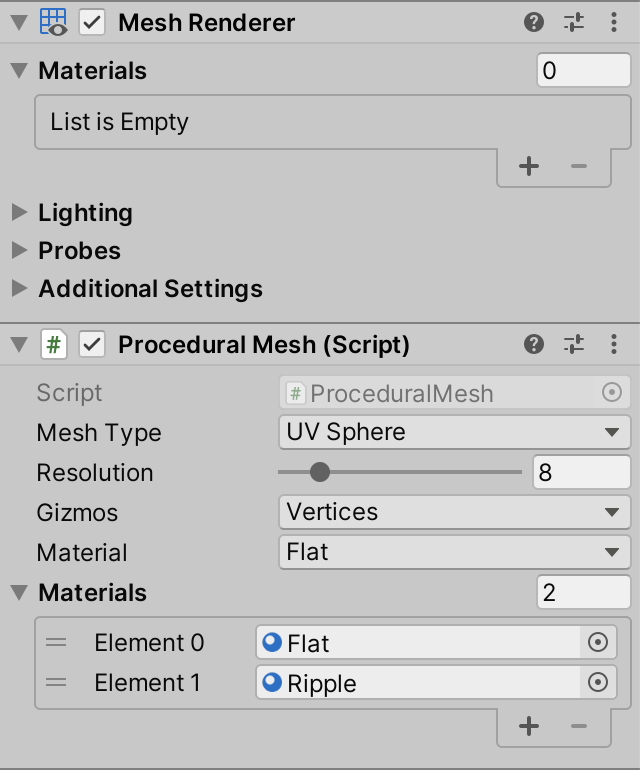 Mesh Renderer
Materials 0
List is Empty
Lighting
Probes
Additional Settings
# Procedural Mesh (Script)
Script # ProceduralMesh
Mesh Type UV Sphere
Resolution 8
Gizmos Vertices
Material Flat
Materials 2
Element 0 Flat
Element 1 Ripple